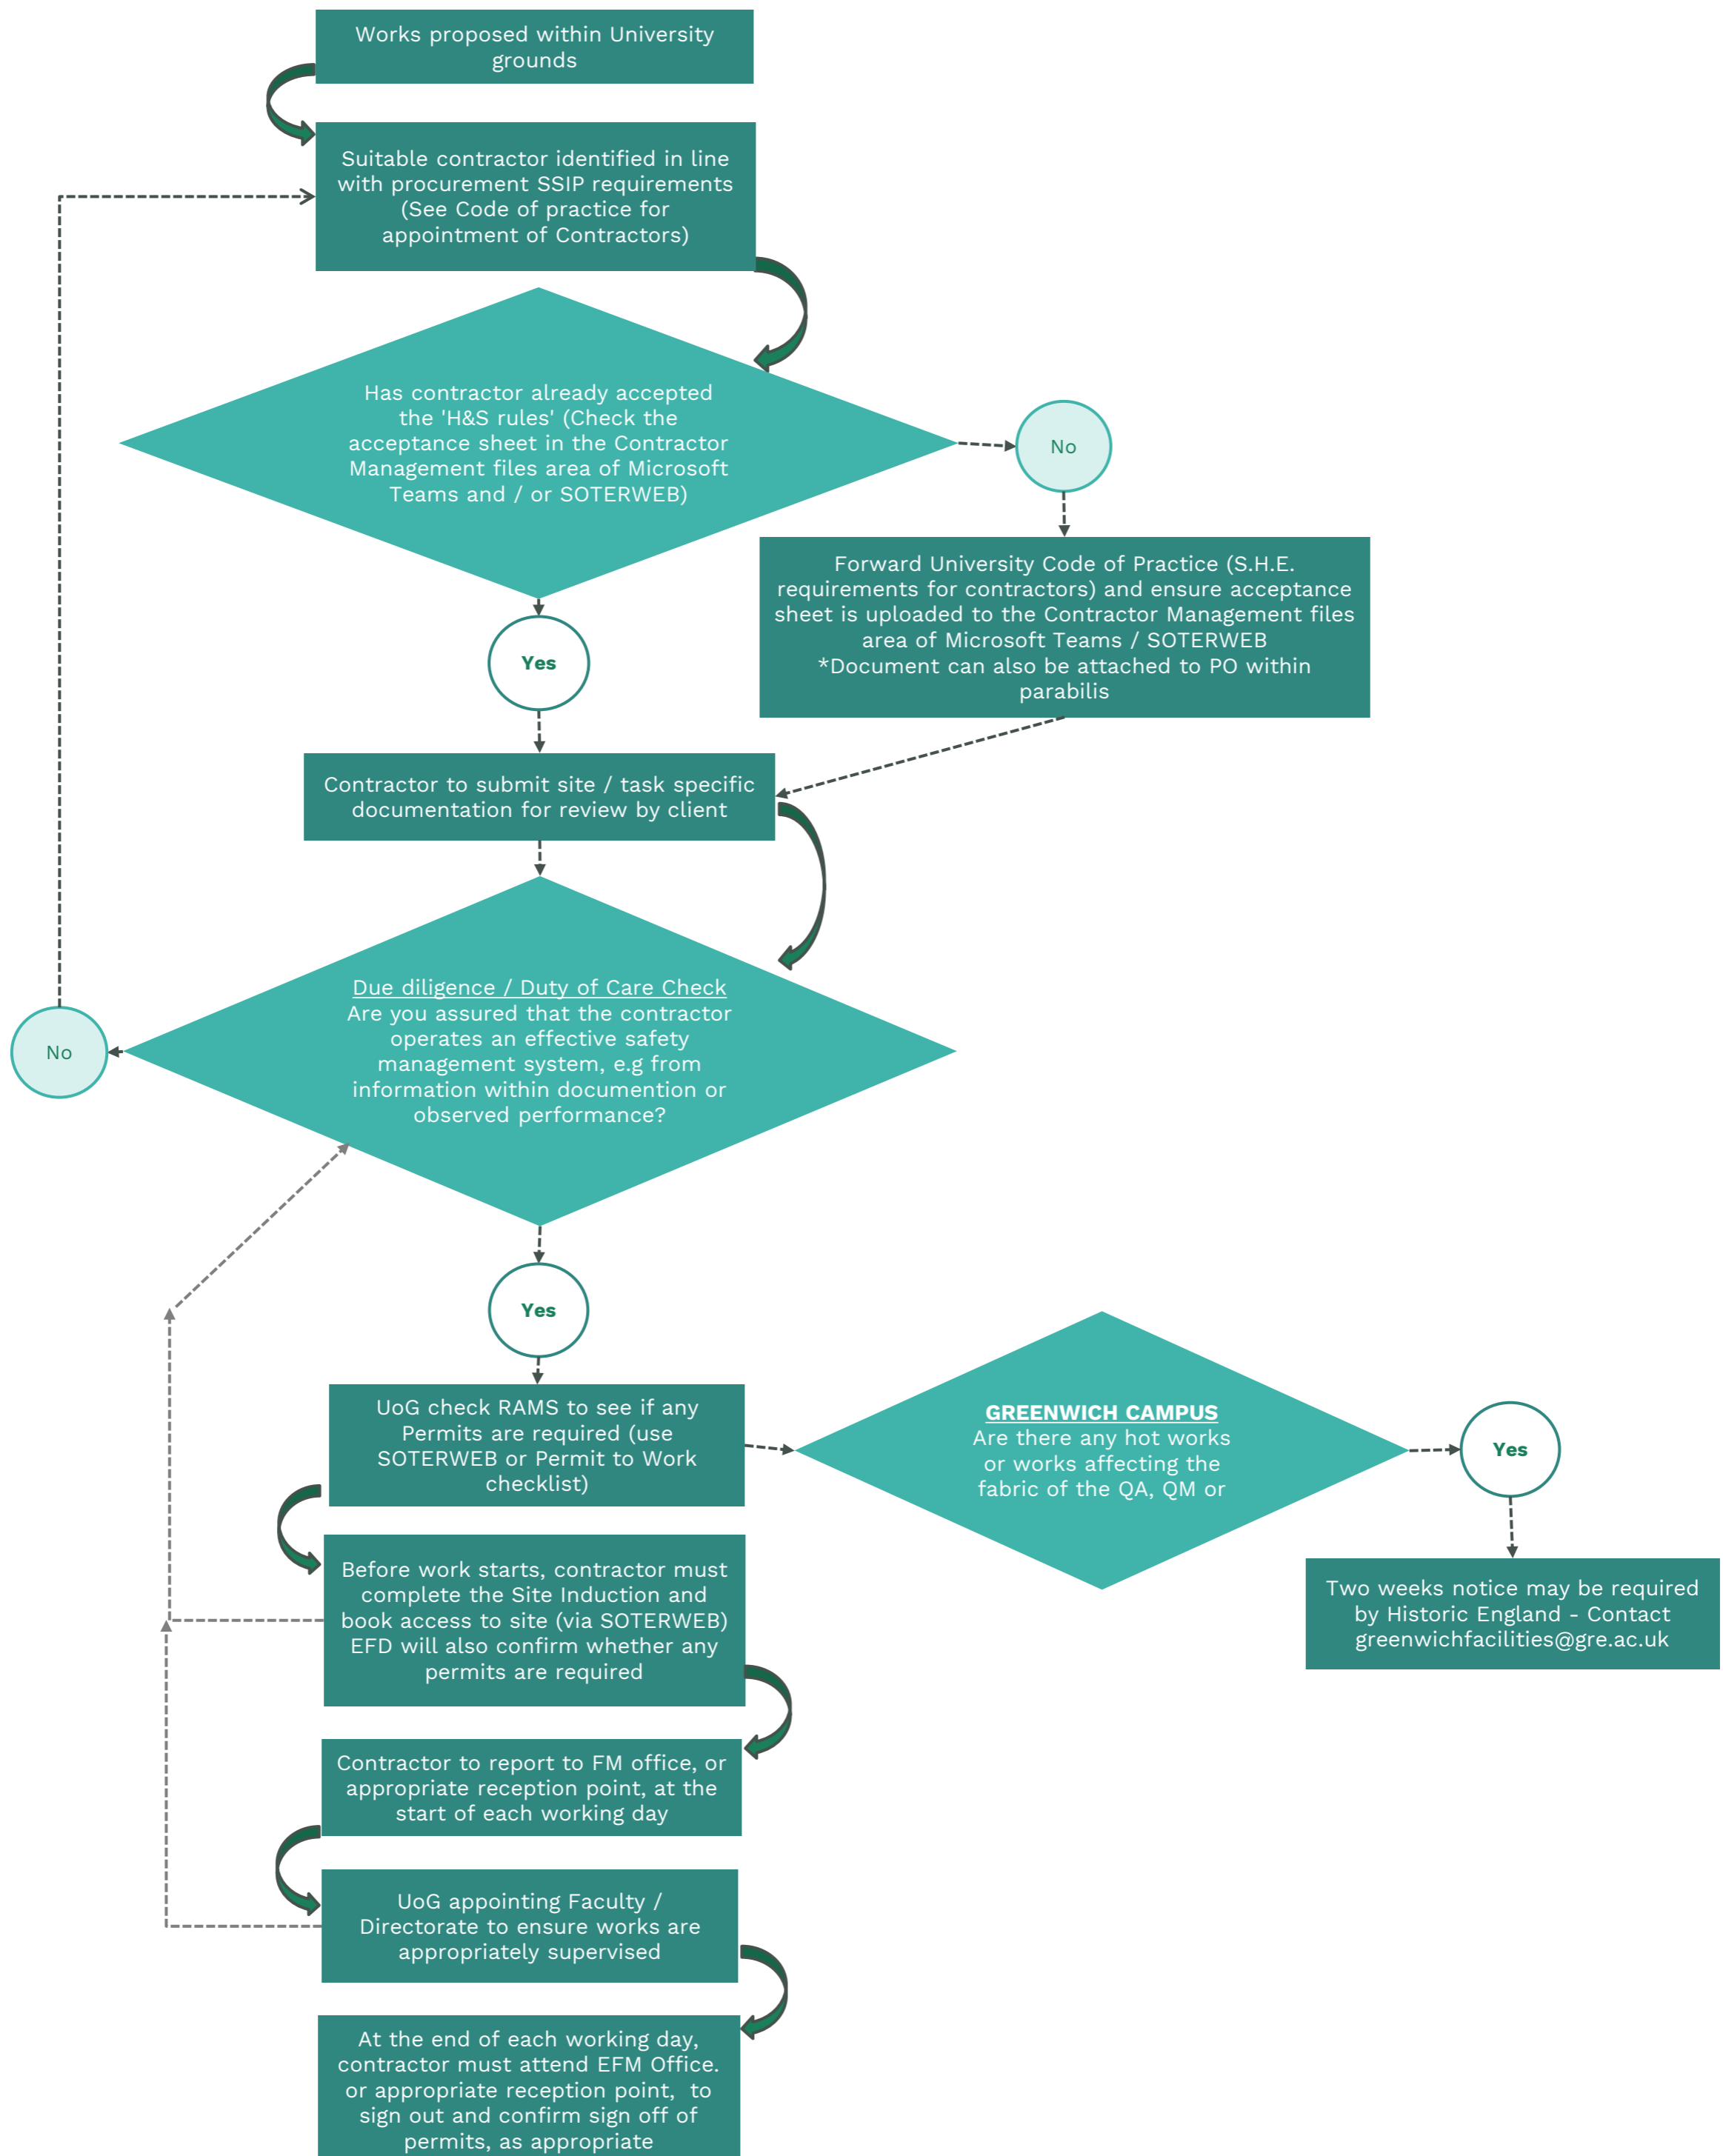 Works proposed within University
grounds
Suitable contractor identified in line
with procurement SSIP requirements
(See Code of practice for
appointment of Contractors)
Has contractor already accepted
the 'H&S rules' (Check the
acceptance sheet in the Contractor
Management files area of Microsoft
Teams and / or SOTERWEB)
No
Forward University Code of Practice (S.H.E.
requirements for contractors) and ensure acceptance
sheet is uploaded to the Contractor Management files
area of Microsoft Teams / SOTERWEB
*Document can also be attached to PO within
parabilis
Yes
Contractor to submit site / task specific
documentation for review by client
Due diligence / Duty of Care Check
Are you assured that the contractor
operates an effective safety
management system, e.g from
information within documention or
observed performance?
No
Yes
UoG check RAMS to see if any
Permits are required (use
SOTERWEB or Permit to Work
checklist)
GREENWICH CAMPUS
Are there any hot works
or works affecting the
fabric of the QA, QM or
Yes
Two weeks notice may be required
by Historic England - Contact
greenwichfacilities@gre.ac.uk
Before work starts, contractor must
complete the Site Induction and
book access to site (via SOTERWEB)
EFD will also confirm whether any
permits are required
Contractor to report to FM office, or
appropriate reception point, at the
start of each working day
UoG appointing Faculty /
Directorate to ensure works are
appropriately supervised
At the end of each working day,
contractor must attend EFM Office.
or appropriate reception point,  to
sign out and confirm sign off of
permits, as appropriate